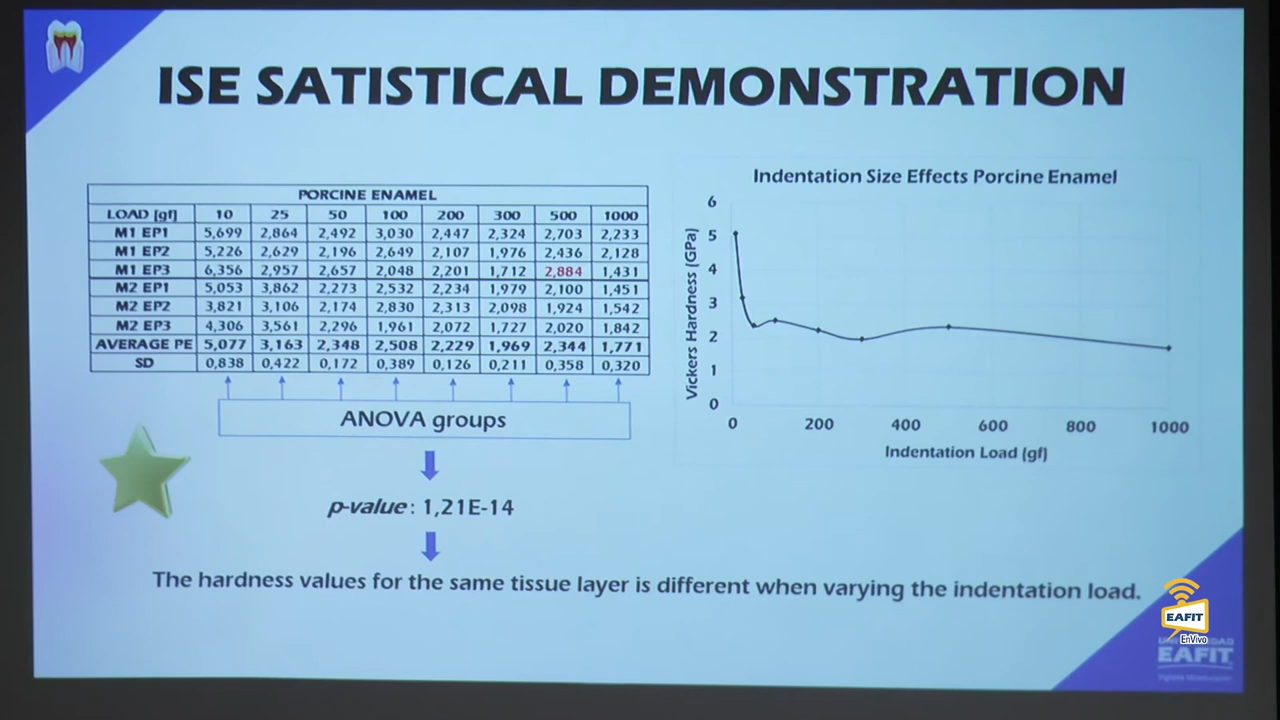 ISE SATISTICAL DEMONSTRATION
PORCINE ENAMEL
LOAD [gf] 10 25 50 100 200 300 500 1000
M1 EP1 5,699 2,864 2,492 3,030 2,447 2,324 2,703 2,233
M1 EP2 5,226 2,629 2,196 2,649 2,107 1,976 2,436 2,128
M1 EP3 6,356 2,957 2,657 2,048 2,201 1,712 2,884 1,431
M2 EP1 5,053 3,862 2,273 2,532 2,234 1,979 2,100 1,451
M2 EP2 3,821 3,106 2,174 2,830 2,313 2,098 1,924 1,542
M2 EP3 4,306 3,561 2,296 1,961 2,072 1,727 2,020 1,842
AVERAGE PE 5,077 3,163 2,348 2,508 2,229 1,969 2,344 1,771
SD 0,838 0,422 0,172 0,389 0,126 0,211 0,358 0,320
ANOVA groups
p-value: 1,21E-14
The hardness values for the same tissue layer is different when varying the indentation load.
Indentation Size Effects Porcine Enamel
Vickers Hardness (GPa)
6
5
4
3
2
1
0
0 200 400 600 800 1000
Indentation Load (gf)
EAFIT
EnVivo
EAFIT